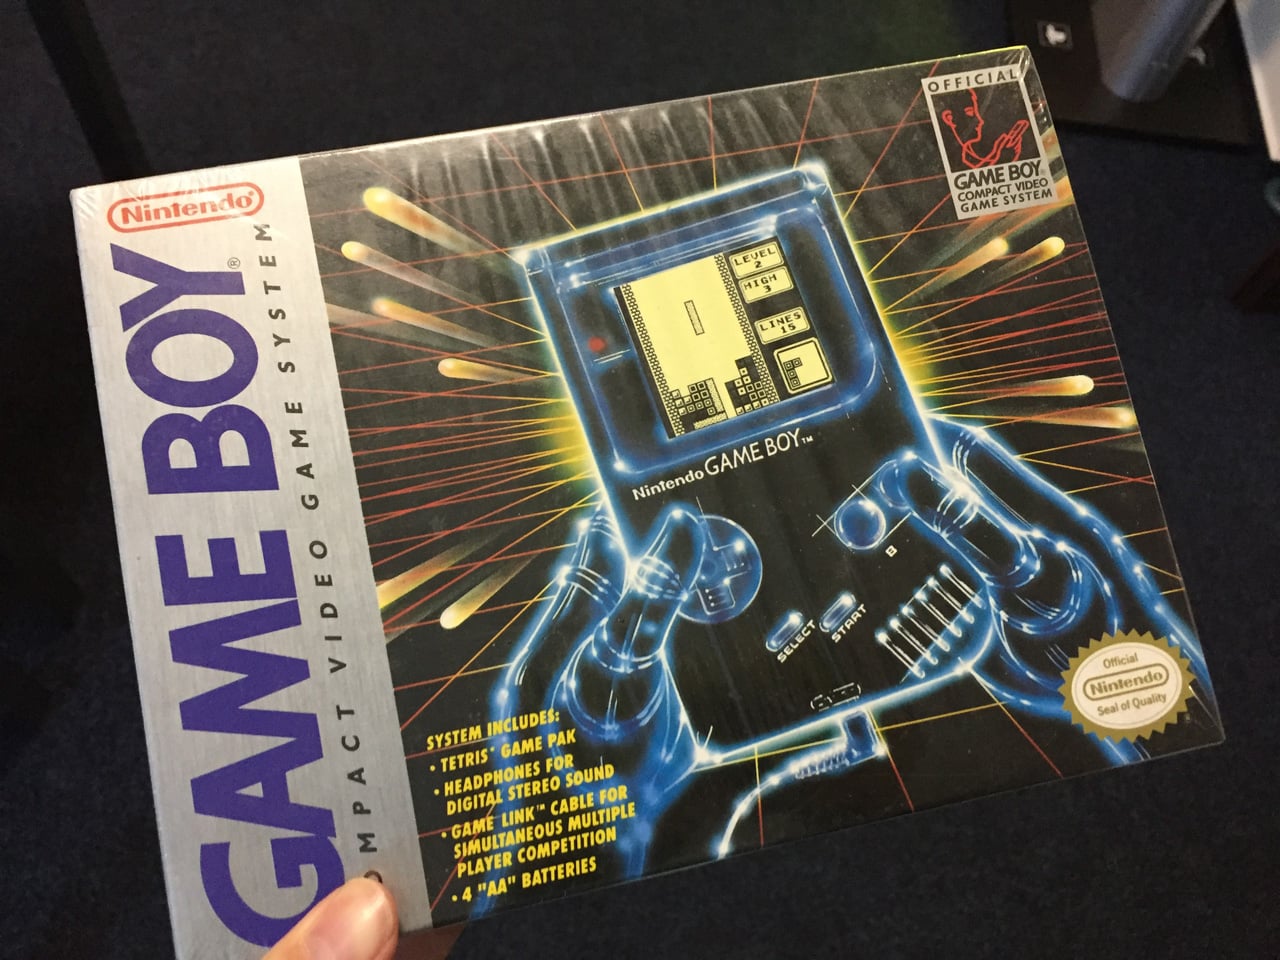 Nintendo®
GAME BOY®
COMPACT VIDEO GAME SYSTEM
OFFICIAL
GAME BOY®
COMPACT VIDEO
GAME SYSTEM
LEVEL
2
HIGH
3
LINES
15
Nintendo GAME BOY™
B
SELECT
START
SYSTEM INCLUDES:
• TETRIS® GAME PAK
• HEADPHONES FOR
DIGITAL STEREO SOUND
• GAME LINK™ CABLE FOR
SIMULTANEOUS MULTIPLE
PLAYER COMPETITION
• 4 "AA" BATTERIES
Official
Nintendo
Seal of Quality